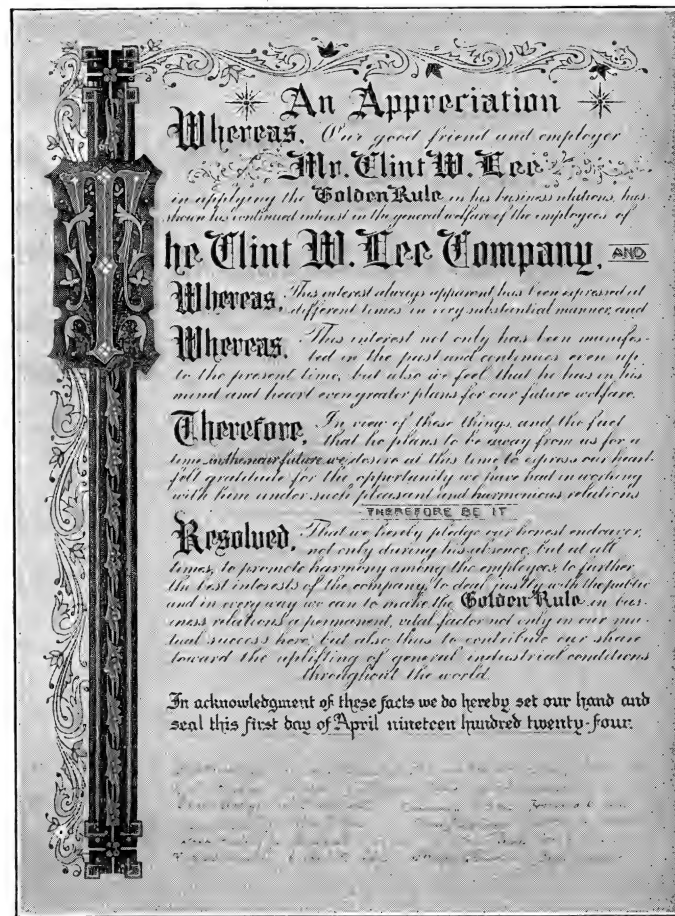 An Appreciation
Whereas, Our good friend and employer
Mr. Clint W. Lee
in applying the Golden Rule in his business relations, has
shown his continued interest in the general welfare of the employees of
The Clint W. Lee Company, AND
Whereas, This interest always apparent, has been expressed at
different times in very substantial manner, and
Whereas, This interest not only has been manifes-
ted in the past and continues even up
to the present time, but also we feel that he has in his
mind and heart even greater plans for our future welfare.
Therefore, In view of these things, and the fact
that he plans to be away from us for a
time in the near future we desire at this time to express our heart-
felt gratitude for the opportunity we have had in working
with him under such pleasant and harmonious relations
THEREFORE BE IT
Resolved, That we hereby pledge our honest endeavor,
not only during his absence, but at all
times, to promote harmony among the employees, to further
the best interests of the company, to deal justly with the public
and in every way we can to make the Golden Rule in bus-
iness relations a permanent, vital factor not only in our mu-
tual success here, but also thus to contribute our share
toward the uplifting of general industrial conditions
throughout the world.
In acknowledgment of these facts we do hereby set our hand and
seal this first day of April nineteen hundred twenty-four.